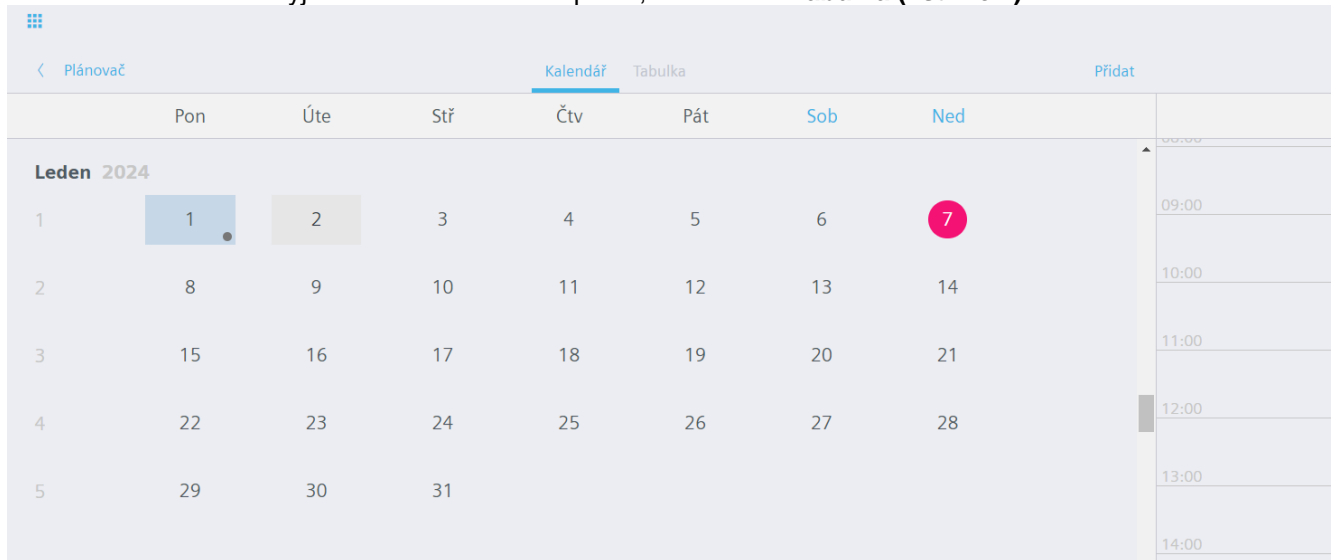 Plánovač Kalendář Tabulka Přidat
Pon Úte Stř Čtv Pát Sob Ned
Leden 2024
1 1 2 3 4 5 6 7
09:00
2 8 9 10 11 12 13 14
10:00
3 15 16 17 18 19 20 21
11:00
4 22 23 24 25 26 27 28
12:00
5 29 30 31
13:00
14:00